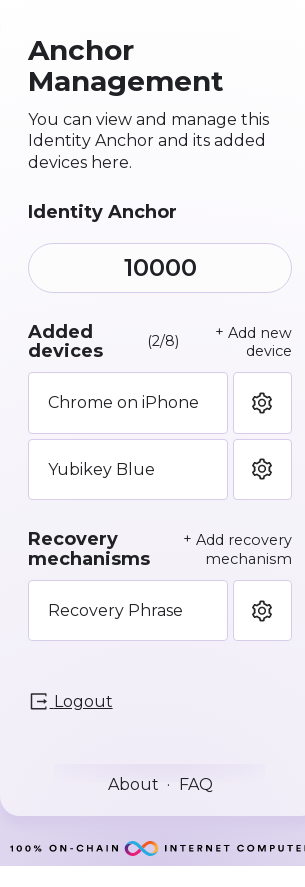 Anchor
Management
You can view and manage this
Identity Anchor and its added
devices here.
Identity Anchor
10000
Added
devices
(2/8)
+ Add new
device
Chrome on iPhone
Yubikey Blue
Recovery
mechanisms
+ Add recovery
mechanism
Recovery Phrase
Logout
About · FAQ
100% ON-CHAIN INTERNET COMPUTE